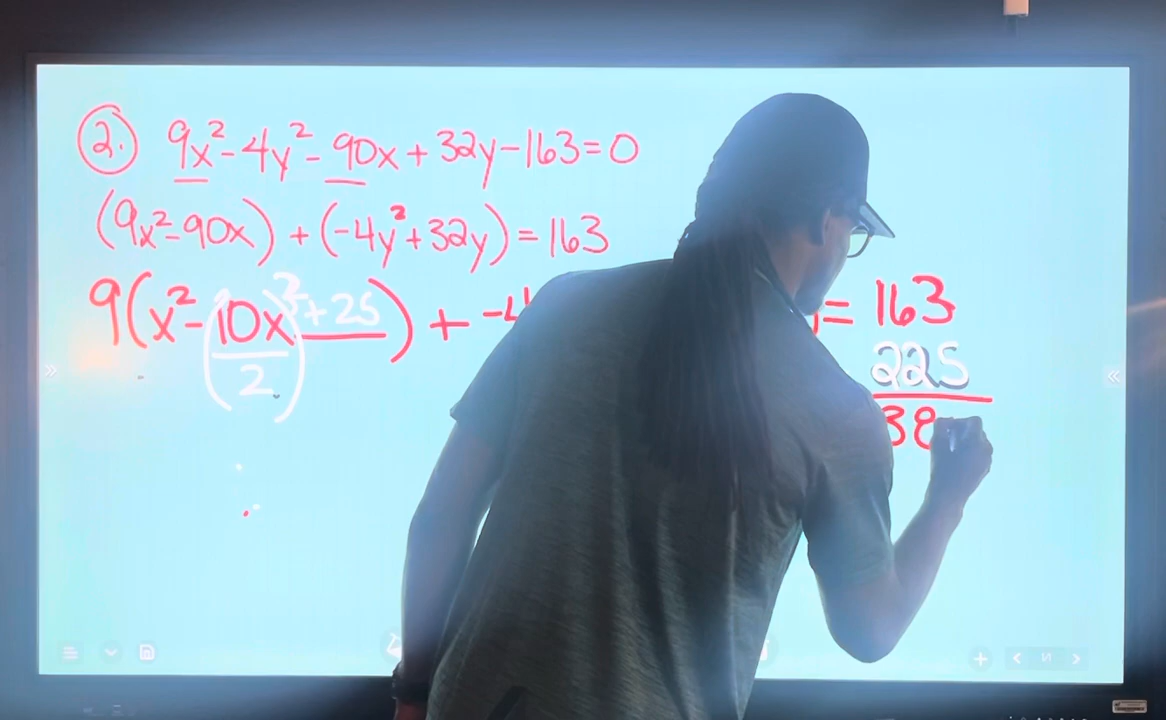 2. 9x²-4y²-90x+32y-163=0
(9x²-90x)+(-4y²+32y)=163
9(x²-10x+25)+-4 =163
( 2 )² 225
38